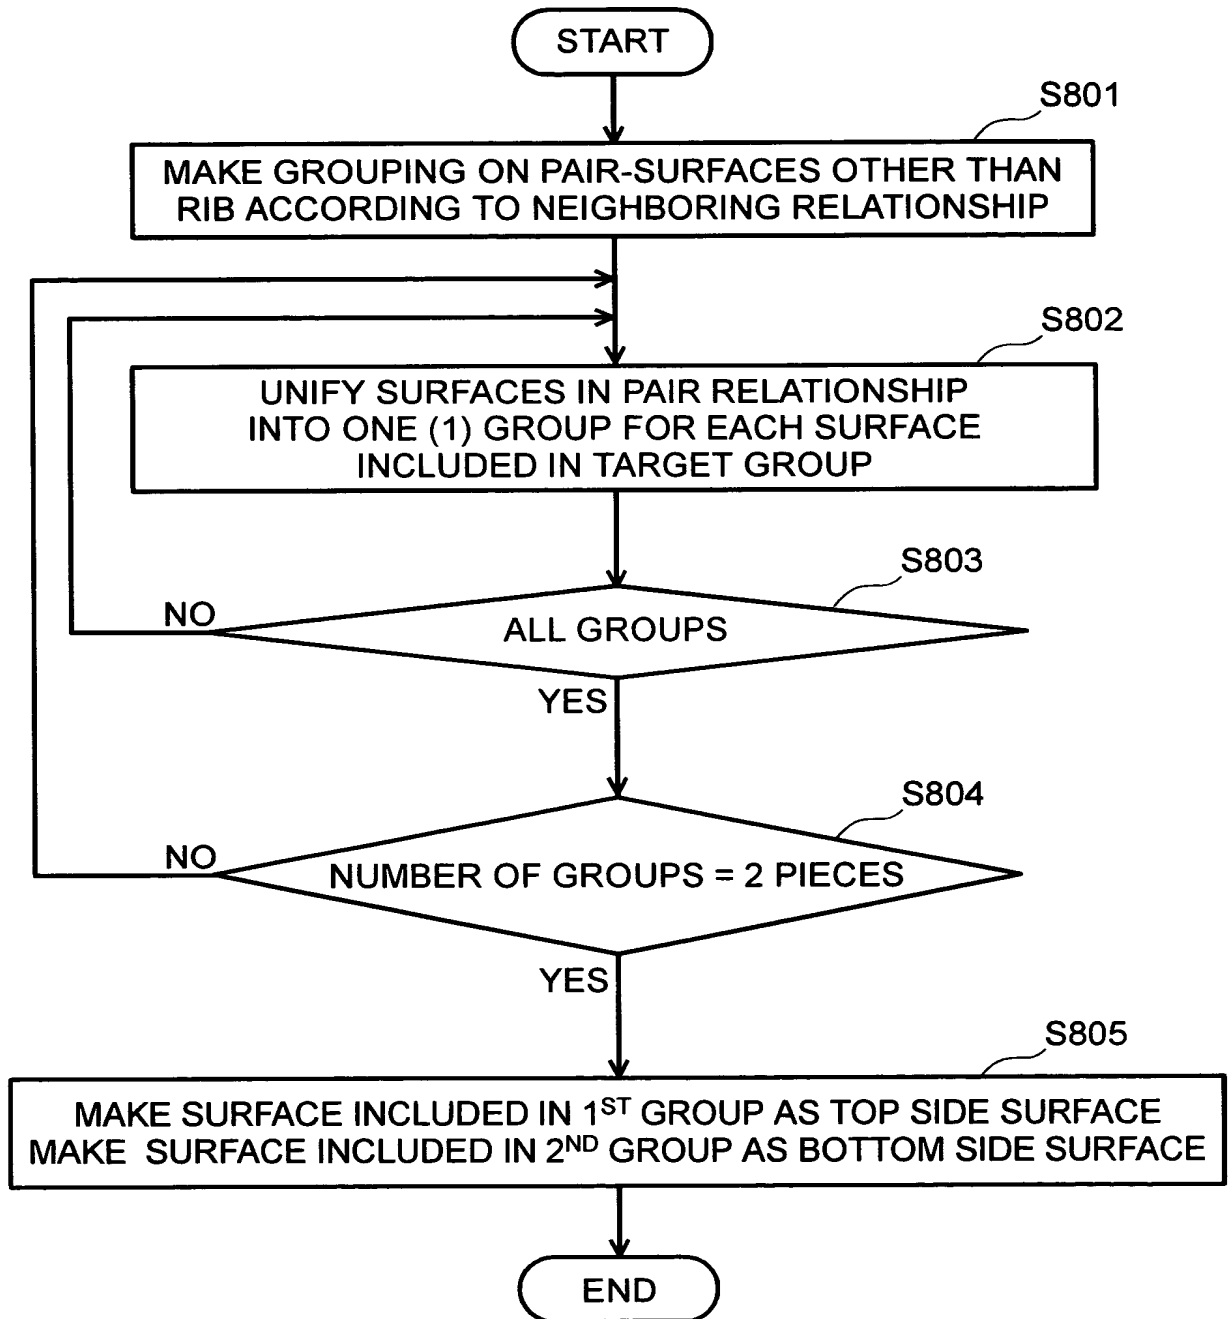 START
S801
MAKE GROUPING ON PAIR-SURFACES OTHER THAN
RIB ACCORDING TO NEIGHBORING RELATIONSHIP
S802
UNIFY SURFACES IN PAIR RELATIONSHIP
INTO ONE (1) GROUP FOR EACH SURFACE
INCLUDED IN TARGET GROUP
S803
NO
ALL GROUPS
YES
S804
NO
NUMBER OF GROUPS = 2 PIECES
YES
S805
MAKE SURFACE INCLUDED IN 1ST GROUP AS TOP SIDE SURFACE
MAKE SURFACE INCLUDED IN 2ND GROUP AS BOTTOM SIDE SURFACE
END